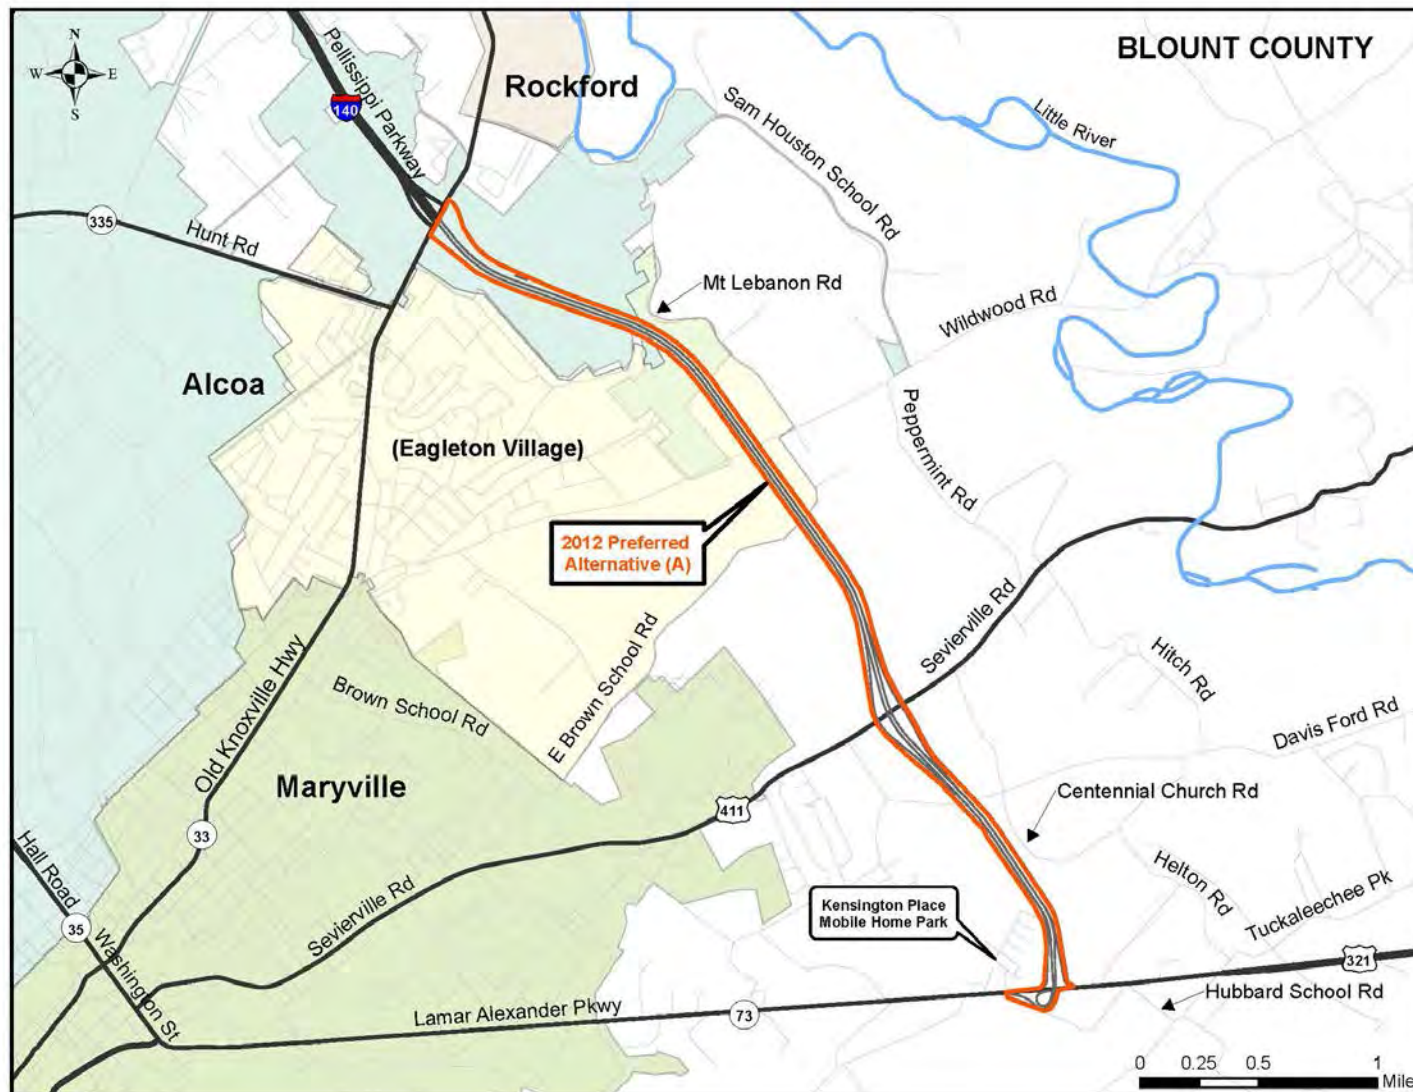 BLOUNT COUNTY
N
W E
S
Pellissippi Parkway
140
Rockford
Sam Houston School Rd
Little River
335
Hunt Rd
Mt Lebanon Rd
Wildwood Rd
Alcoa
Peppermint Rd
(Eagleton Village)
2012 Preferred
Alternative (A)
Sevierville Rd
Hitch Rd
E Brown School Rd
Brown School Rd
Old Knoxville Hwy
Davis Ford Rd
Maryville
Centennial Church Rd
411
33
Hall Road
Helton Rd
Kensington Place
Mobile Home Park
Tuckaleechee Pk
Sevierville Rd
35
Washington St
321
Hubbard School Rd
Lamar Alexander Pkwy
73
0 0.25 0.5 1
Mile